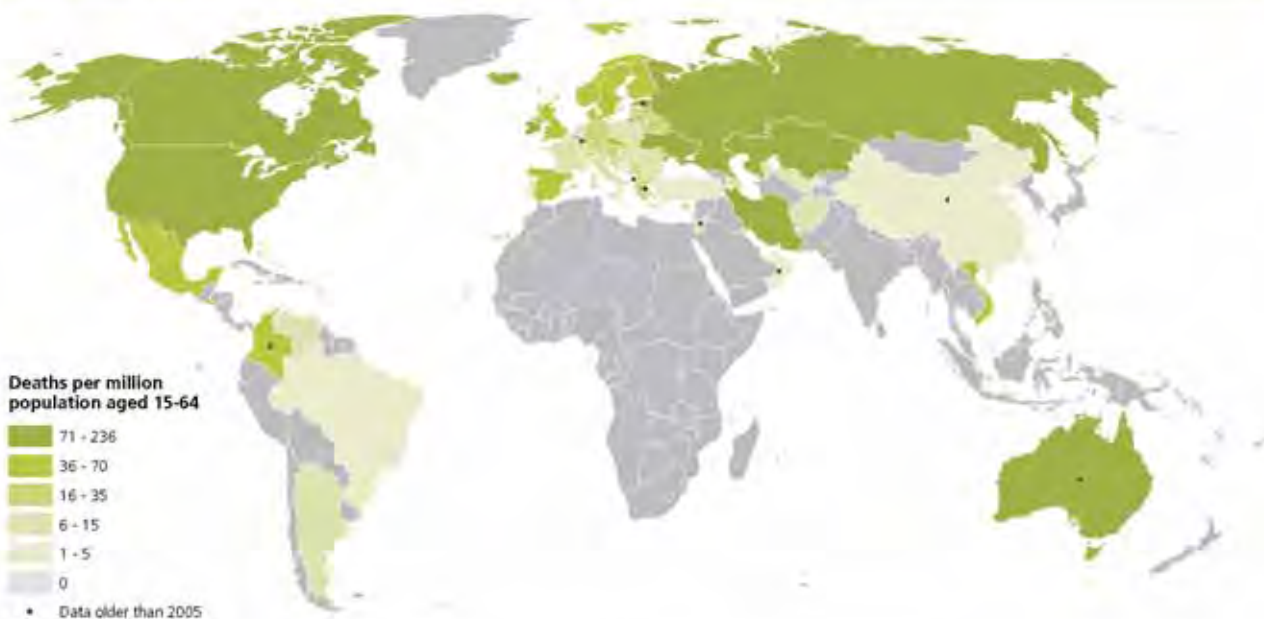 Deaths per million
population aged 15-64
71 - 236
36 - 70
16 - 35
6 - 15
1 - 5
0
Data older than 2005